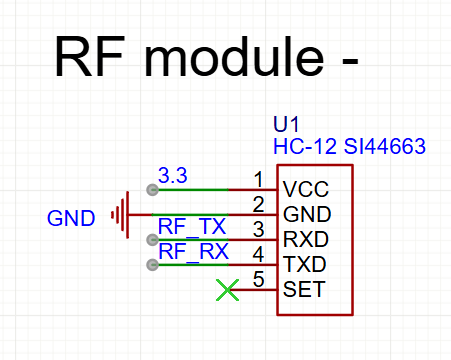 RF module -
U1
HC-12 SI44663
3.3 1 VCC
GND 2 GND
RF_TX 3 RXD
RF_RX 4 TXD
5 SET